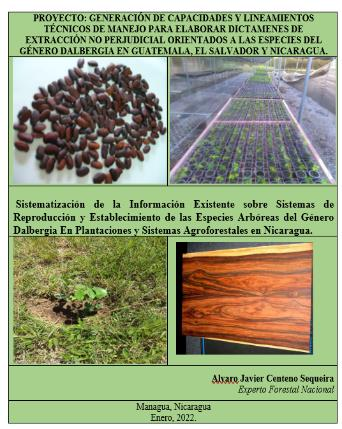 PROYECTO: GENERACIÓN DE CAPACIDADES Y LINEAMIENTOS
TÉCNICOS DE MANEJO PARA ELABORAR DICTAMENES DE
EXTRACCIÓN NO PERJUDICIAL ORIENTADOS A LAS ESPECIES DEL
GÉNERO DALBERGIA EN GUATEMALA, EL SALVADOR Y NICARAGUA.
Sistematización de la Información Existente sobre Sistemas de
Reproducción y Establecimiento de las Especies Arbóreas del Género
Dalbergia En Plantaciones y Sistemas Agroforestales en Nicaragua.
Alvaro Javier Centeno Sequeira
Experto Forestal Nacional
Managua, Nicaragua
Enero, 2022.